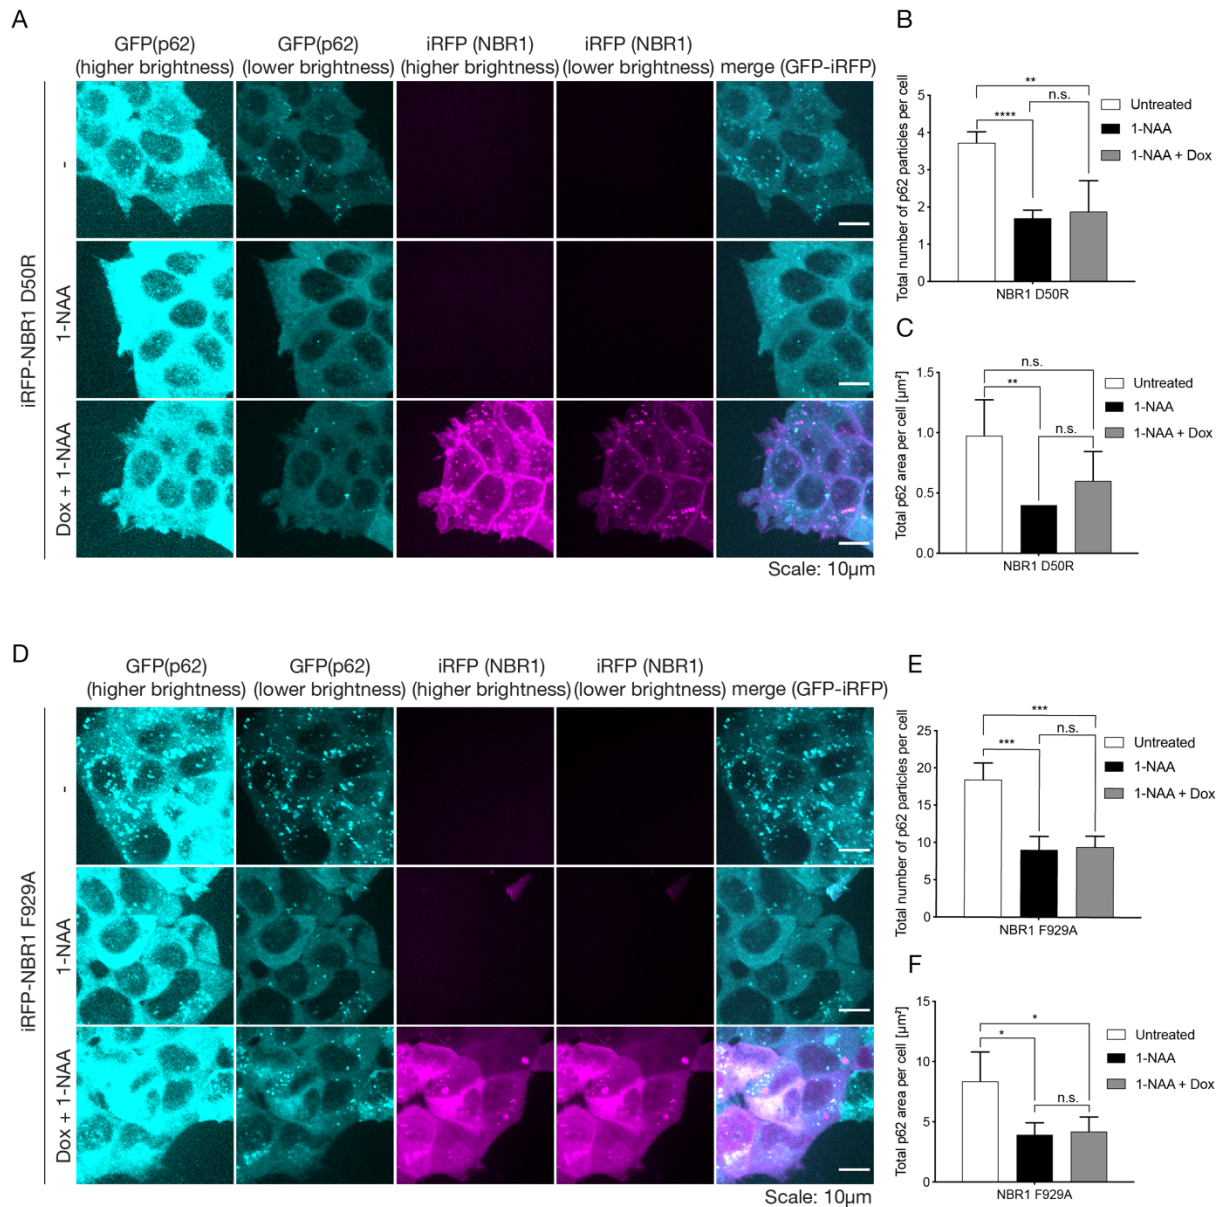 A
GFP(p62)
(higher brightness)
GFP(p62)
(lower brightness)
iRFP (NBR1)
(higher brightness)
iRFP (NBR1)
(lower brightness)
merge (GFP-iRFP)
iRFP-NBR1 D50R
-
1-NAA
Dox + 1-NAA
Scale: 10µm
B
Total number of p62 particles per cell
5
4
3
2
1
0
**
n.s.
****
NBR1 D50R
Untreated
1-NAA
1-NAA + Dox
C
Total p62 area per cell [µm²]
1.5
1.0
0.5
0.0
n.s.
**
n.s.
NBR1 D50R
Untreated
1-NAA
1-NAA + Dox
D
GFP(p62)
(higher brightness)
GFP(p62)
(lower brightness)
iRFP (NBR1)
(higher brightness)
iRFP (NBR1)
(lower brightness)
merge (GFP-iRFP)
iRFP-NBR1 F929A
-
1-NAA
Dox + 1-NAA
Scale: 10µm
E
Total number of p62 particles per cell
25
20
15
10
5
0
***
n.s.
***
NBR1 F929A
Untreated
1-NAA
1-NAA + Dox
F
Total p62 area per cell [µm²]
15
10
5
0
*
*
n.s.
NBR1 F929A
Untreated
1-NAA
1-NAA + Dox